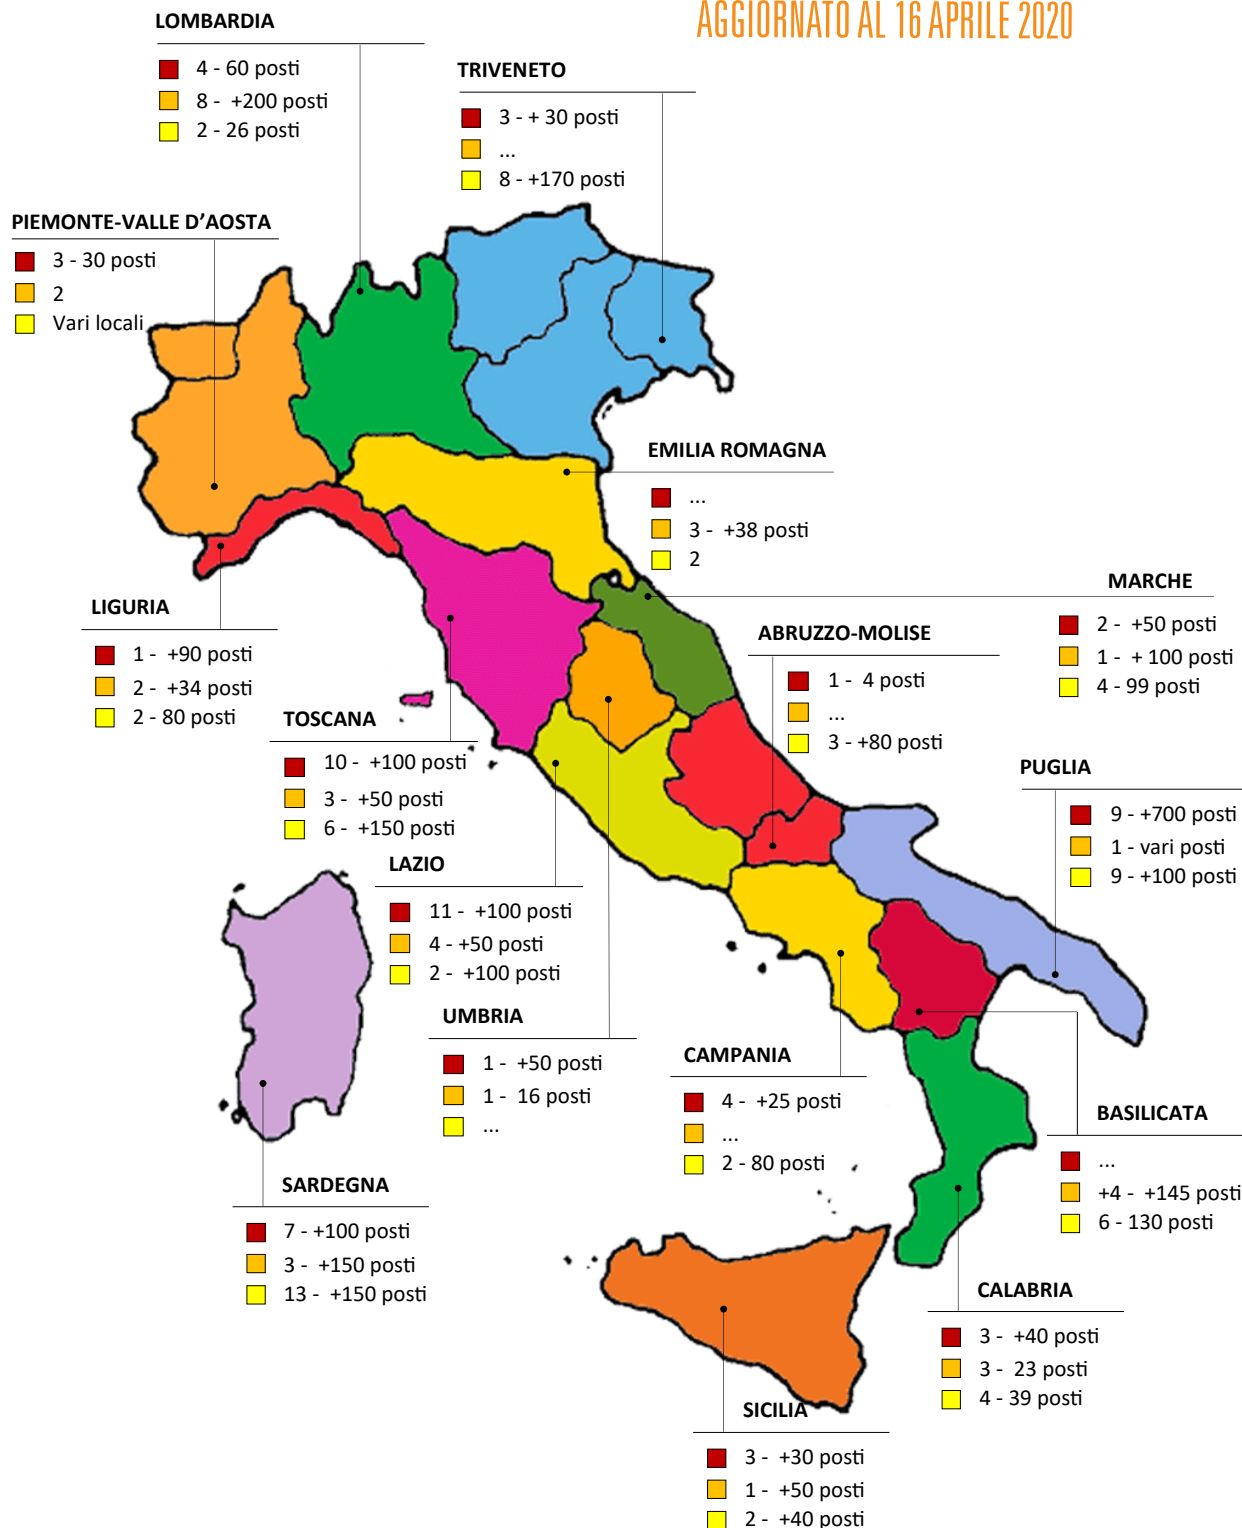 AGGIORNATO AL 16 APRILE 2020
LOMBARDIA
4 - 60 posti
8 - +200 posti
2 - 26 posti
TRIVENETO
3 - + 30 posti
...
8 - +170 posti
PIEMONTE-VALLE D’AOSTA
3 - 30 posti
2
Vari locali
EMILIA ROMAGNA
...
3 - +38 posti
2
MARCHE
2 - +50 posti
1 - + 100 posti
4 - 99 posti
LIGURIA
1 - +90 posti
2 - +34 posti
2 - 80 posti
ABRUZZO-MOLISE
1 - 4 posti
...
3 - +80 posti
TOSCANA
10 - +100 posti
3 - +50 posti
6 - +150 posti
PUGLIA
9 - +700 posti
1 - vari posti
9 - +100 posti
LAZIO
11 - +100 posti
4 - +50 posti
2 - +100 posti
UMBRIA
1 - +50 posti
1 - 16 posti
...
CAMPANIA
4 - +25 posti
...
2 - 80 posti
BASILICATA
...
+4 - +145 posti
6 - 130 posti
SARDEGNA
7 - +100 posti
3 - +150 posti
13 - +150 posti
CALABRIA
3 - +40 posti
3 - 23 posti
4 - 39 posti
SICILIA
3 - +30 posti
1 - +50 posti
2 - +40 posti